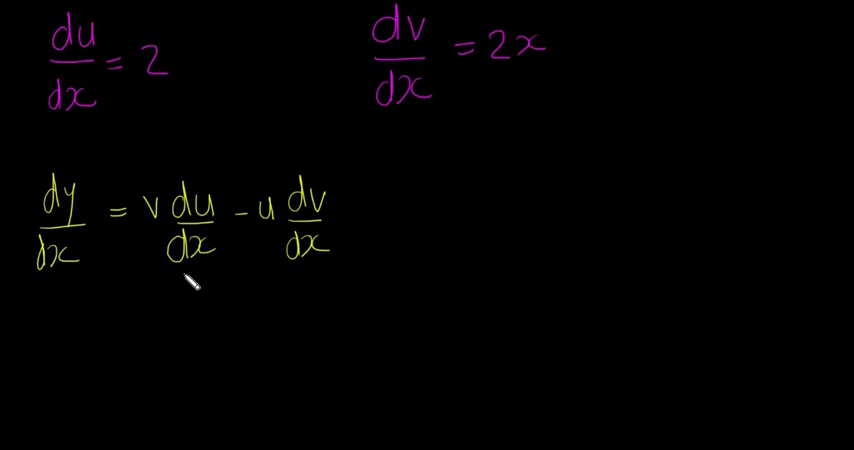 du/dx = 2
dv/dx = 2x
dy/dx = v du/dx - u dv/dx